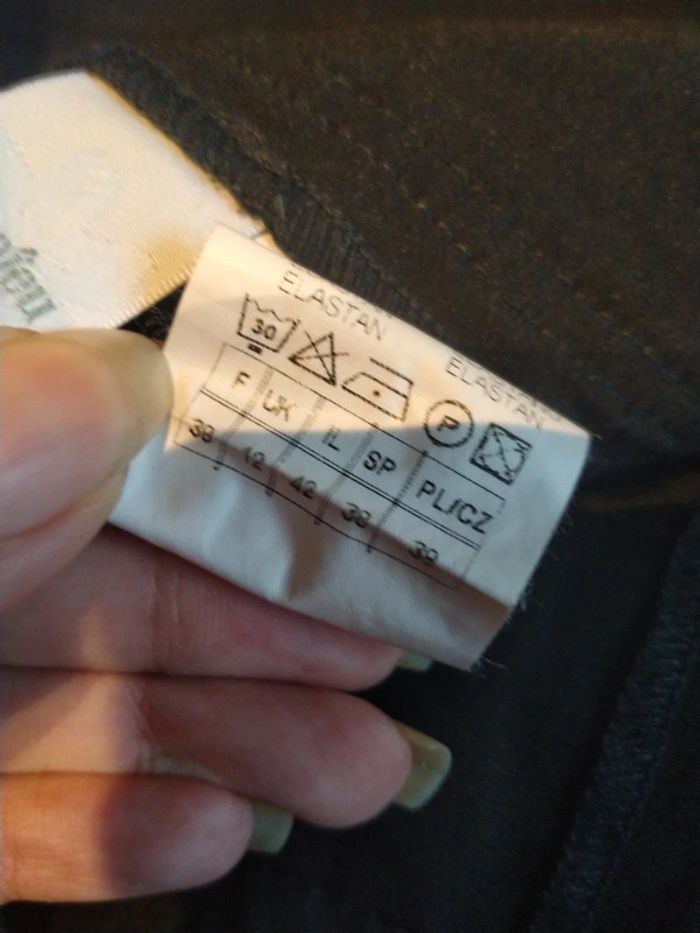 ELASTAN
ELASTAN
30
P
F UK IL SP PL/CZ
38 12 42 38 38